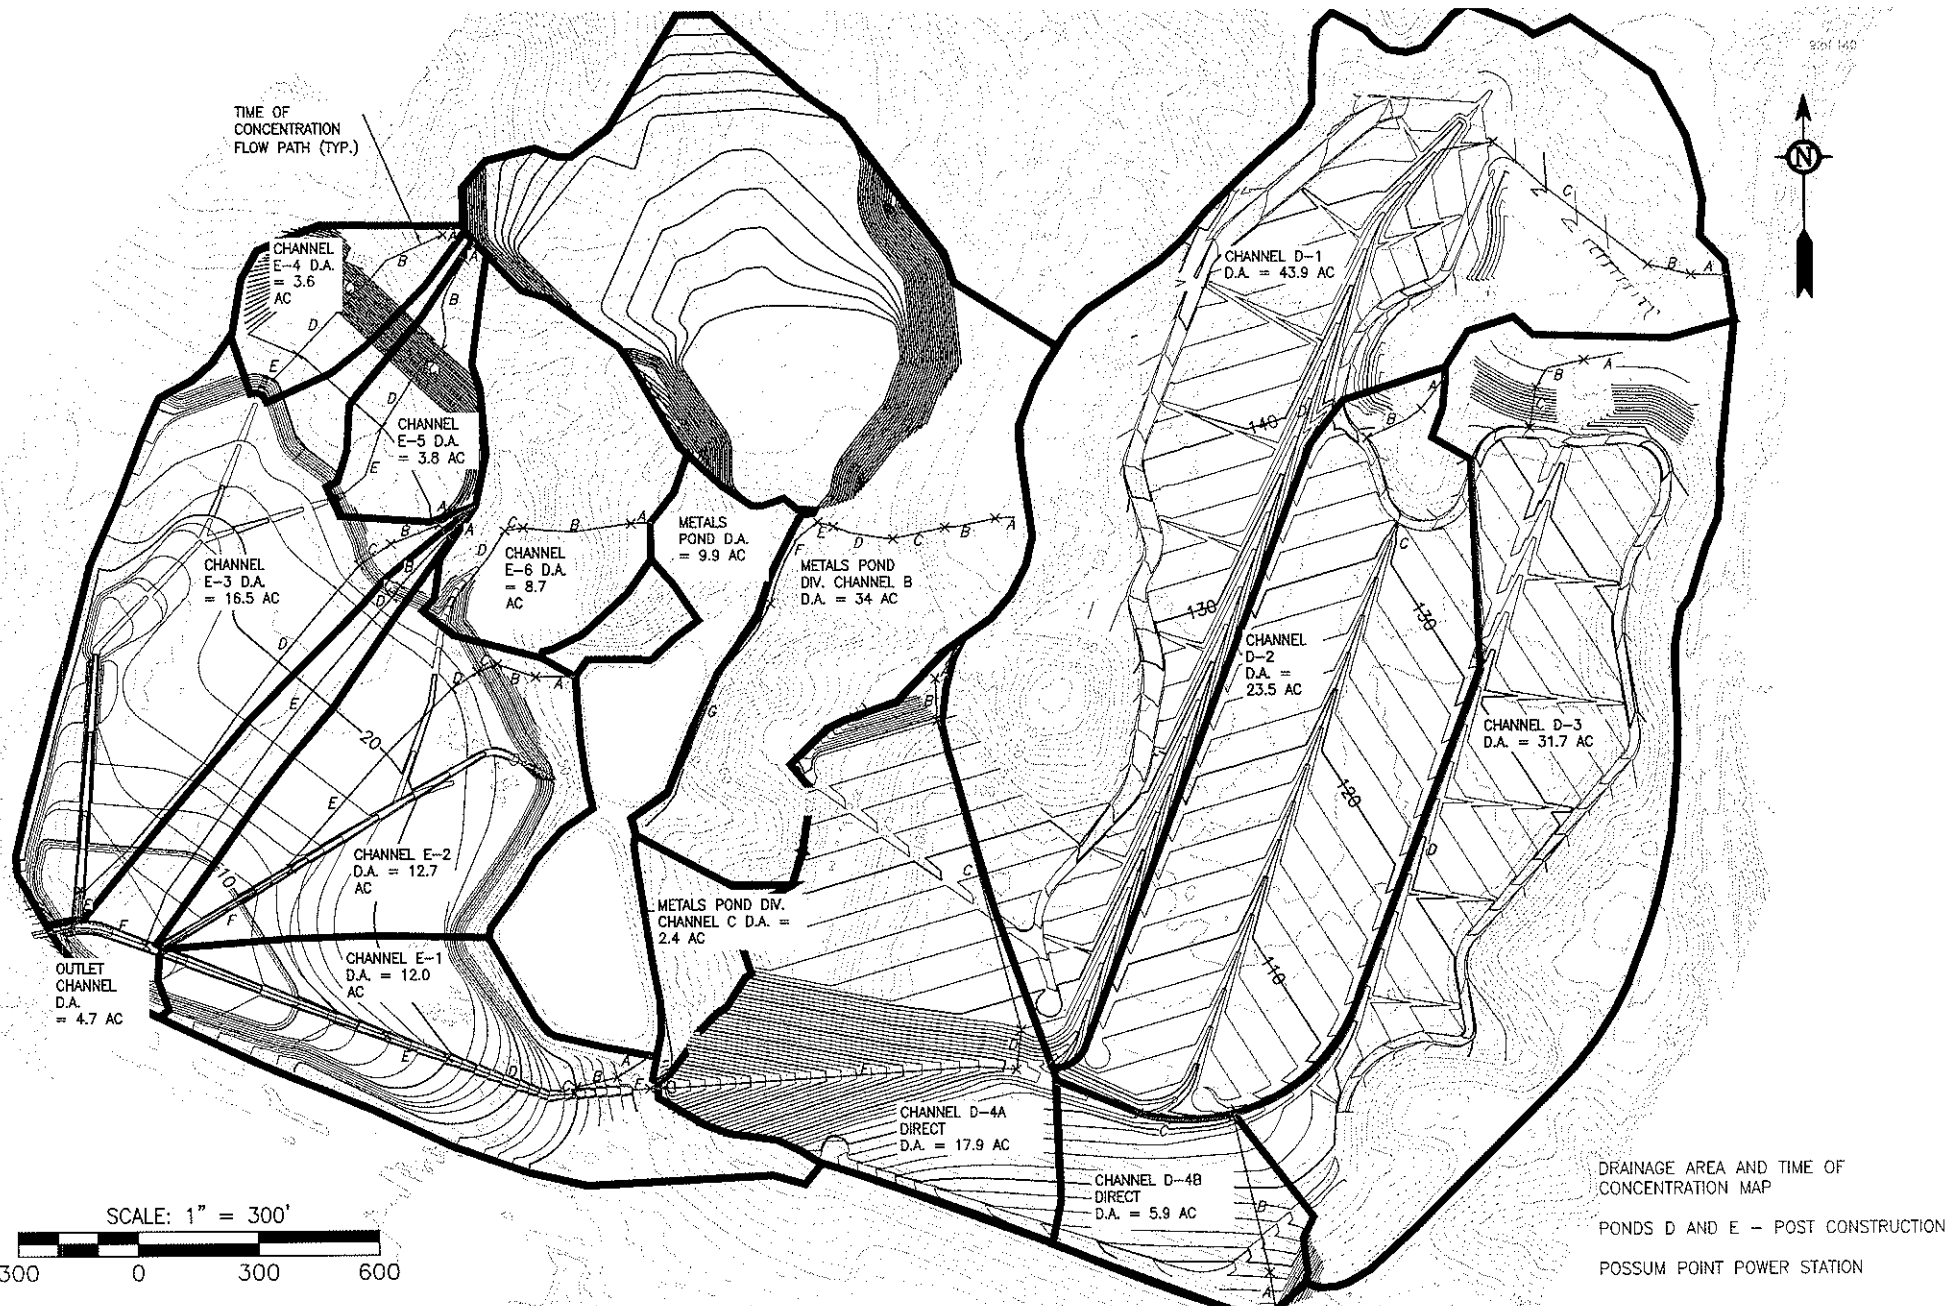 TIME OF
CONCENTRATION
FLOW PATH (TYP.)
N
CHANNEL
E-4 D.A.
= 3.6
AC
CHANNEL D-1
D.A. = 43.9 AC
CHANNEL
E-5 D.A.
= 3.8 AC
140
METALS
POND D.A.
= 9.9 AC
CHANNEL
E-6 D.A.
= 8.7
AC
CHANNEL
E-3 D.A.
= 16.5 AC
METALS POND
DIV. CHANNEL B
D.A. = 34 AC
130
130
CHANNEL
D-2
D.A. =
23.5 AC
CHANNEL D-3
D.A. = 31.7 AC
20
120
CHANNEL E-2
D.A. = 12.7
AC
10
METALS POND DIV.
CHANNEL C D.A. =
2.4 AC
CHANNEL E-1
D.A. = 12.0
AC
110
OUTLET
CHANNEL
D.A.
= 4.7 AC
CHANNEL D-4A
DIRECT
D.A. = 17.9 AC
CHANNEL D-4B
DIRECT
D.A. = 5.9 AC
SCALE: 1" = 300'
300 0 300 600
DRAINAGE AREA AND TIME OF
CONCENTRATION MAP
PONDS D AND E - POST CONSTRUCTION
POSSUM POINT POWER STATION